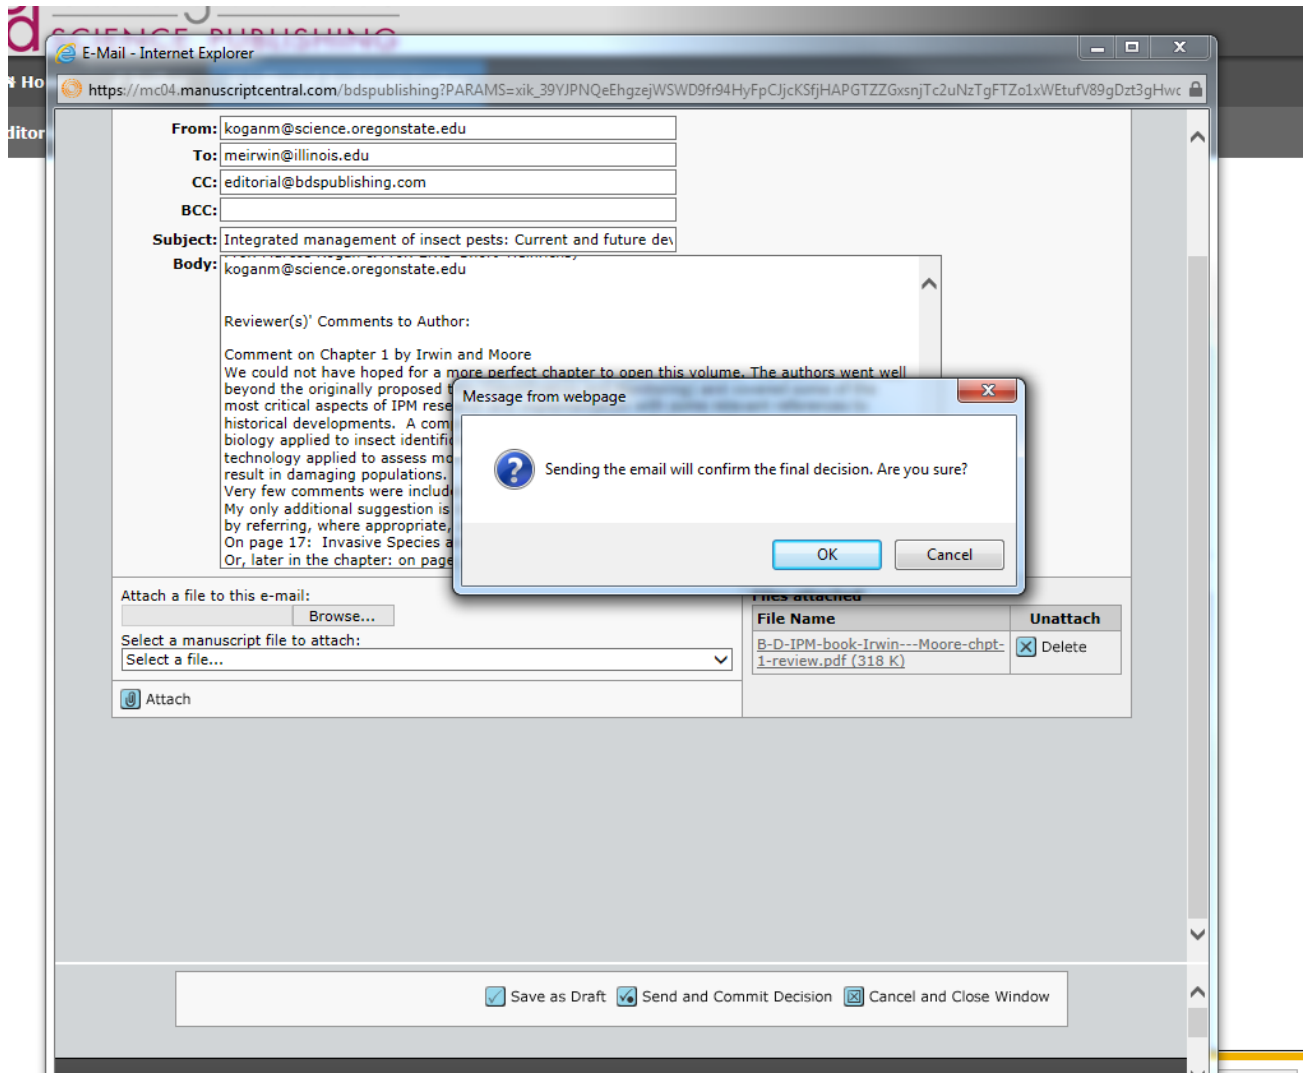 SCIENCE PUBLISHING
E-Mail - Internet Explorer
Ho
https://mc04.manuscriptcentral.com/bdspublishing?PARAMS=xik_39YJPNQeEhgzejWSWD9fr94HyFpCJjcKSfjHAPGTZZGxsnjTc2uNzTgFTZo1xWEtufV89gDzt3gHwc
ditor
From: koganm@science.oregonstate.edu
To: meirwin@illinois.edu
CC: editorial@bdspublishing.com
BCC:
Subject: Integrated management of insect pests: Current and future dev
Body:
koganm@science.oregonstate.edu
Reviewer(s)' Comments to Author:
Comment on Chapter 1 by Irwin and Moore
We could not have hoped for a more perfect chapter to open this volume. The authors went well
beyond the originally proposed
most critical aspects of IPM rese
historical developments. A com
biology applied to insect identific
technology applied to assess mo
result in damaging populations.
Very few comments were includ
My only additional suggestion is
by referring, where appropriate,
On page 17: Invasive Species a
Or, later in the chapter: on page
Message from webpage
Sending the email will confirm the final decision. Are you sure?
OK Cancel
Attach a file to this e-mail:
Browse...
Select a manuscript file to attach:
Select a file...
Attach
Files attached
File Name Unattach
B-D-IPM-book-Irwin---Moore-chpt-
1-review.pdf (318 K)
Delete
Save as Draft Send and Commit Decision Cancel and Close Window